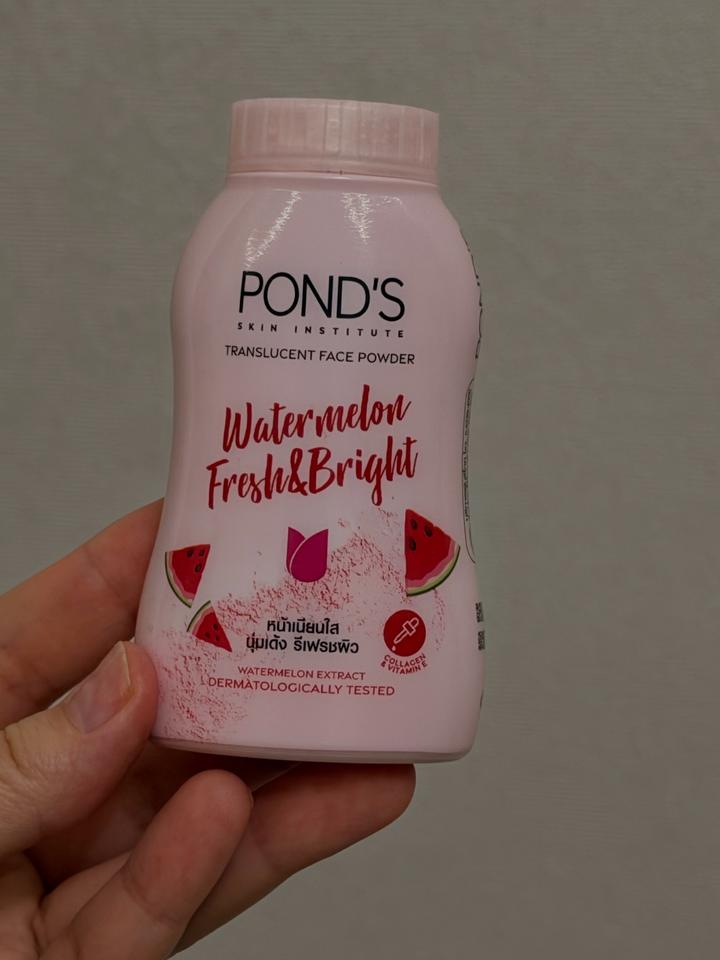 POND'S
SKIN INSTITUTE
TRANSLUCENT FACE POWDER
Watermelon
Fresh&Bright
หน้าเนียนใส
นุ่มเด้ง รีเฟรชผิว
COLLAGEN
& VITAMIN E
WATERMELON EXTRACT
DERMATOLOGICALLY TESTED